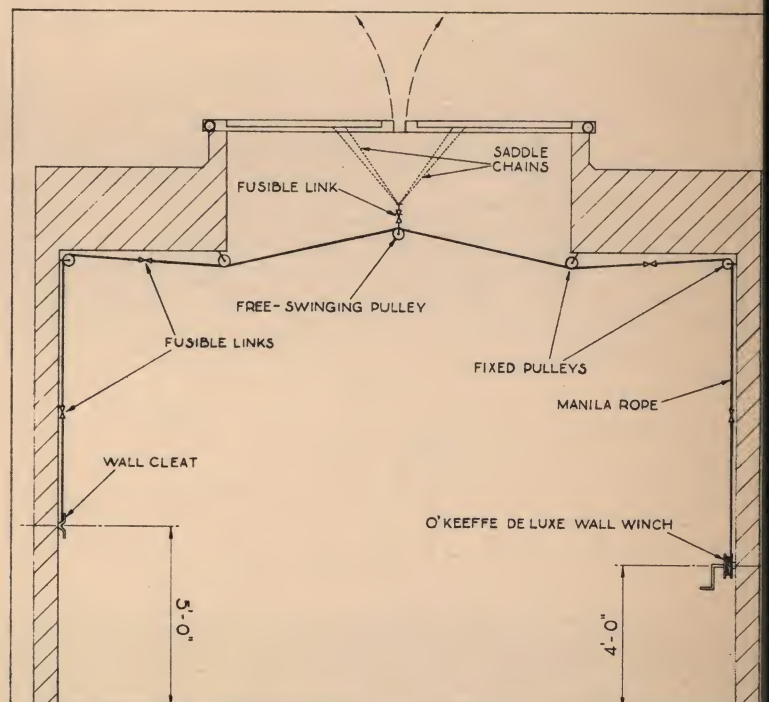 SADDLE
CHAINS
FUSIBLE LINK
FREE-SWINGING PULLEY
FUSIBLE LINKS
FIXED PULLEYS
MANILA ROPE
WALL CLEAT
O'KEEFFE DE LUXE WALL WINCH
5'-0"
4'-0"